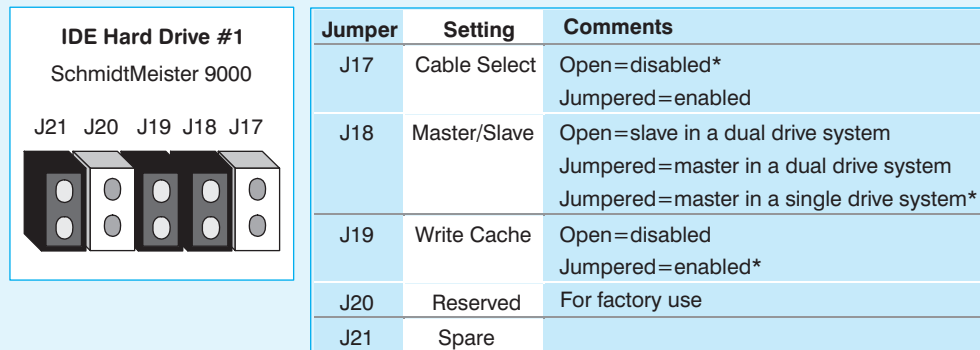 IDE Hard Drive #1
SchmidtMeister 9000
J21 J20 J19 J18 J17
Jumper Setting Comments
J17 Cable Select Open=disabled*
Jumpered=enabled
J18 Master/Slave Open=slave in a dual drive system
Jumpered=master in a dual drive system
Jumpered=master in a single drive system*
J19 Write Cache Open=disabled
Jumpered=enabled*
J20 Reserved For factory use
J21 Spare